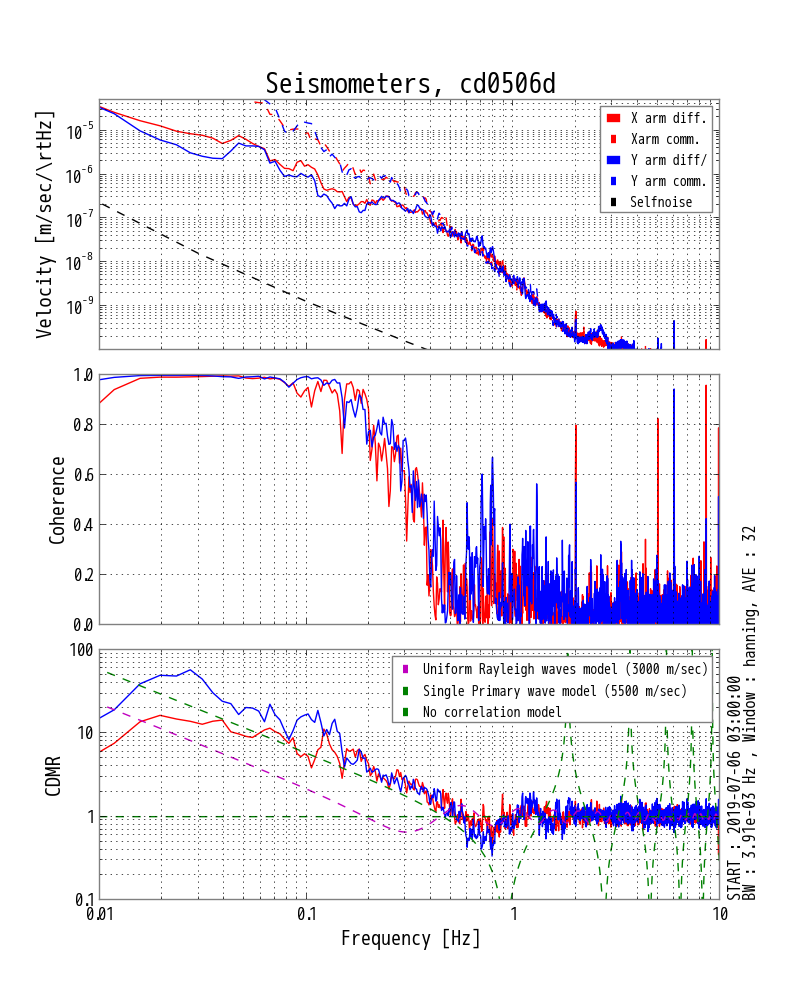 Seismometers, cd0506d
Velocity [m/sec/\rtHz]
10^-5
10^-6
10^-7
10^-8
10^-9
X arm diff.
Xarm comm.
Y arm diff/
Y arm comm.
Selfnoise
Coherence
1.0
0.8
0.6
0.4
0.2
0.0
CDMR
100
10
1
0.1
Uniform Rayleigh waves model (3000 m/sec)
Single Primary wave model (5500 m/sec)
No correlation model
0.01
0.1
1
10
Frequency [Hz]
START : 2019-07-06 03:00:00
BW : 3.91e-03 Hz , Window : hanning, AVE : 32